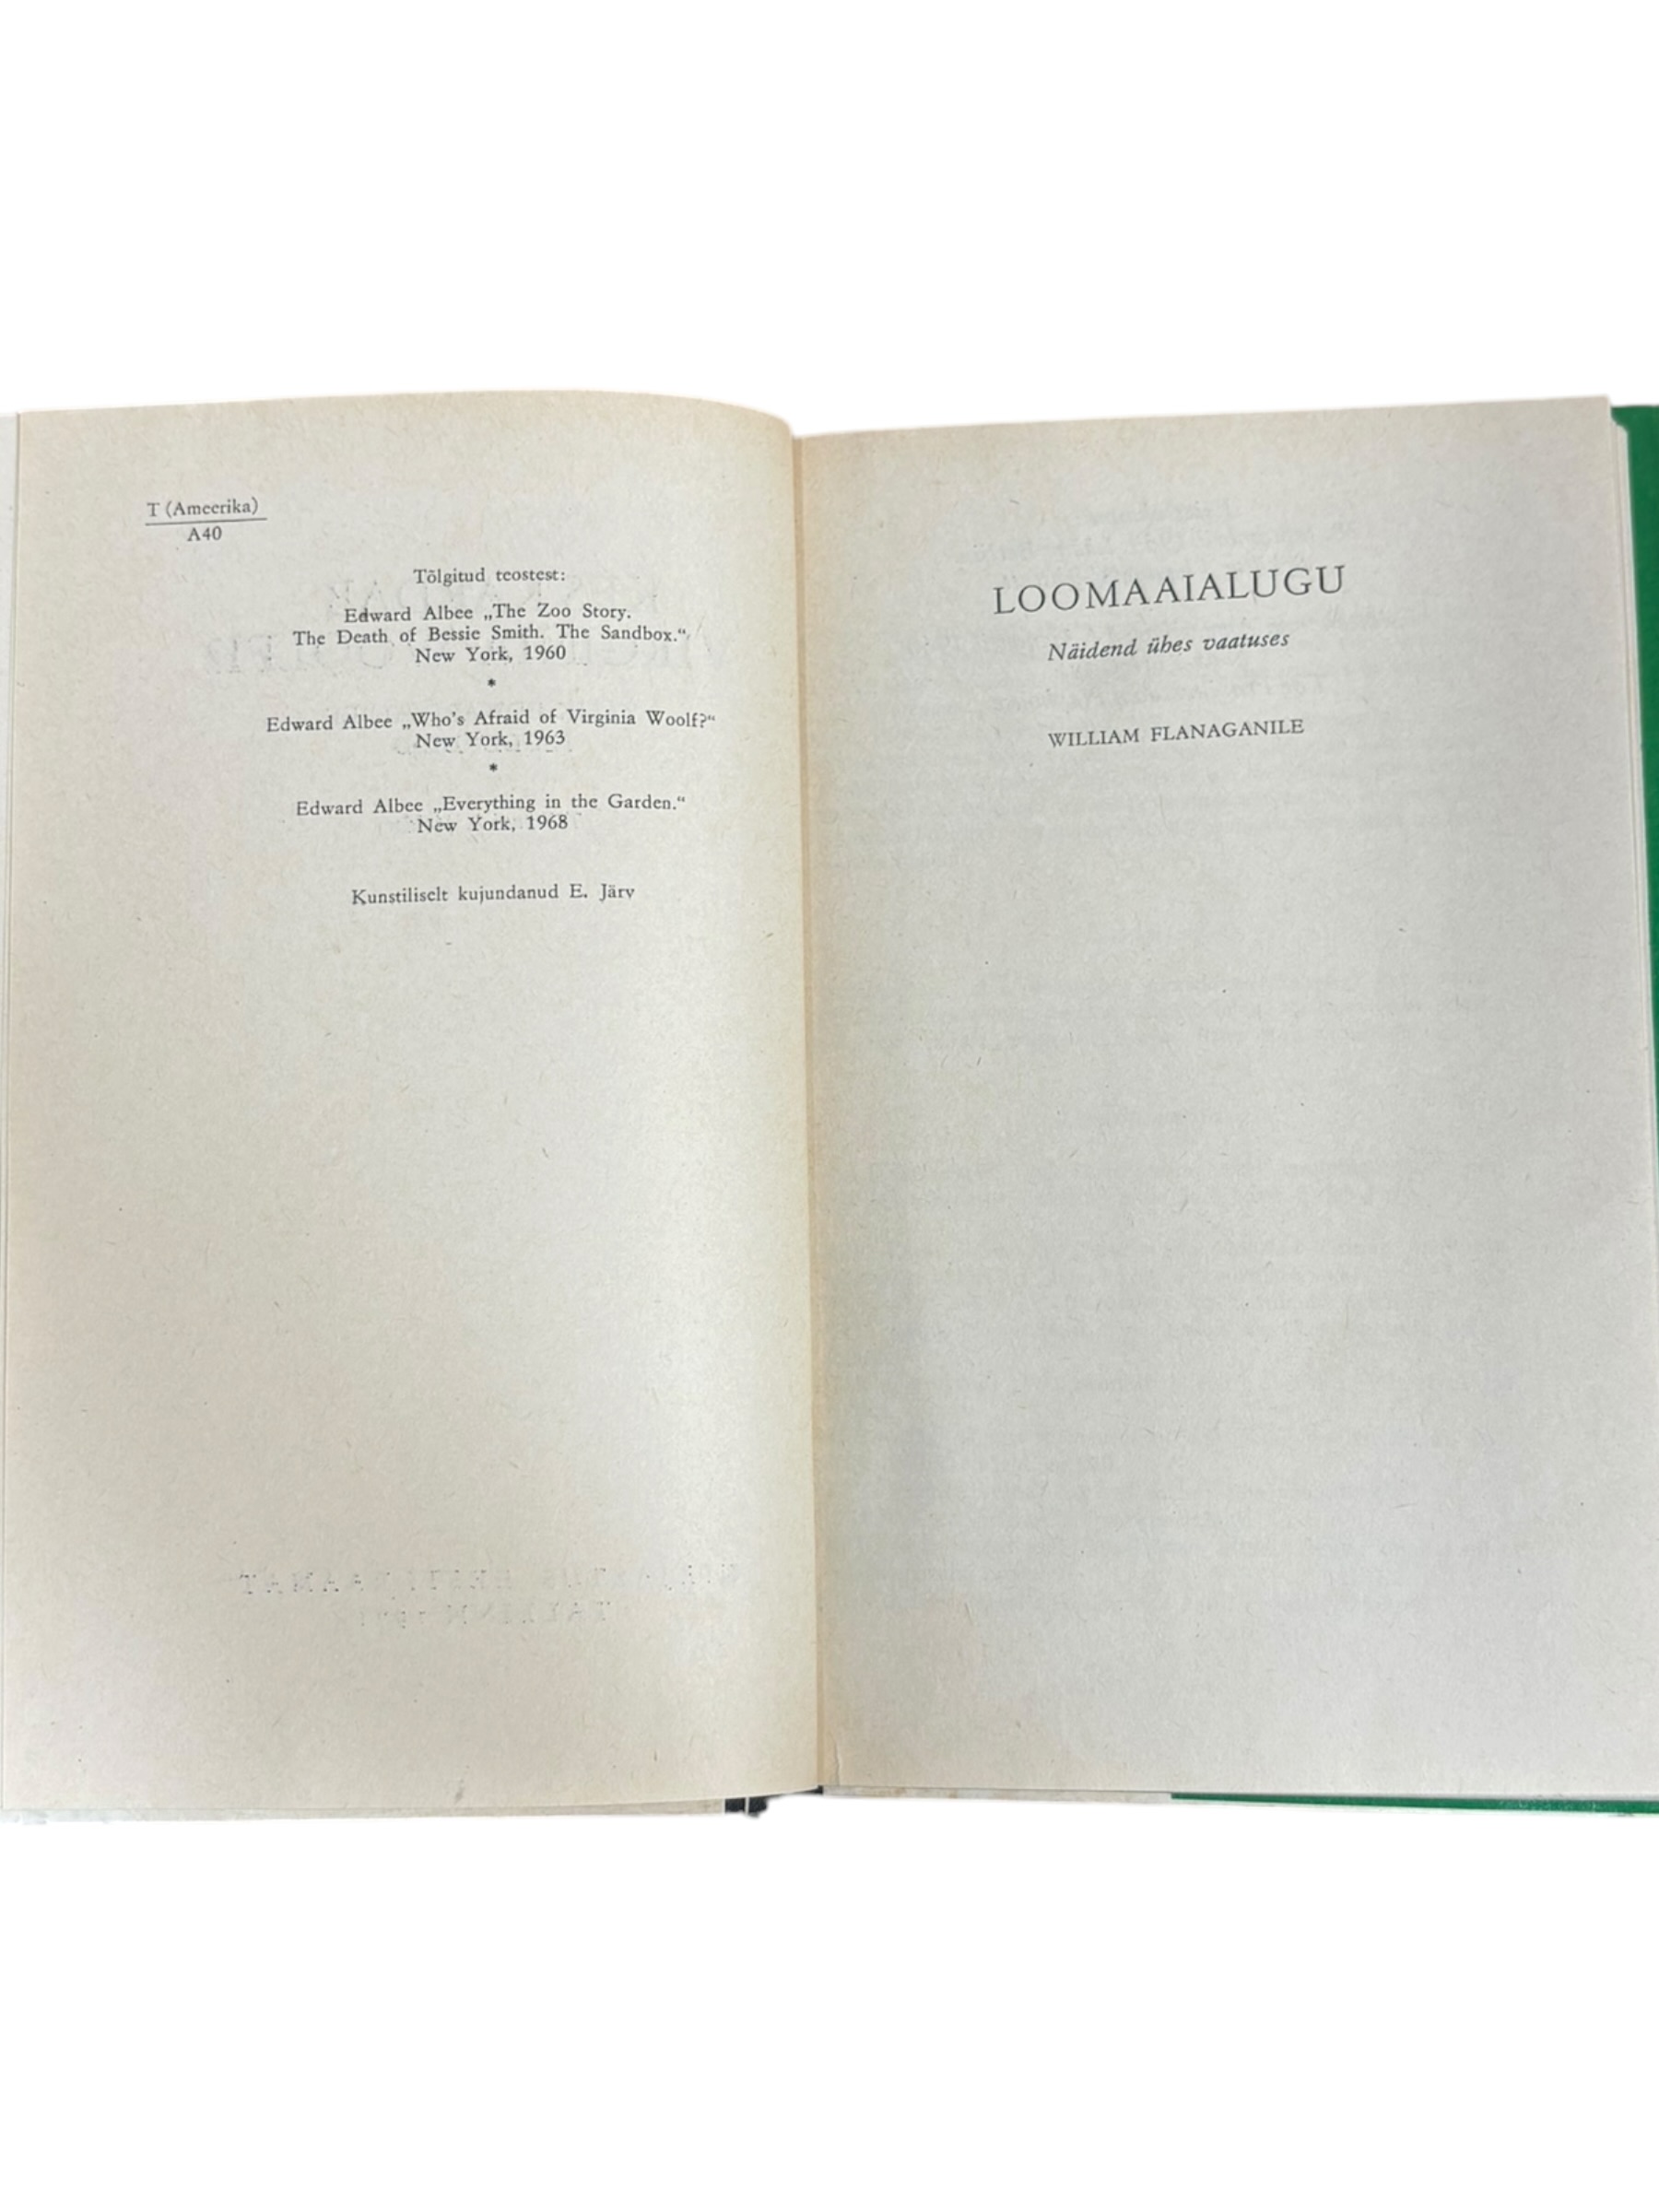 T (Ameerika)
A40
Tõlgitud teostest:
Edward Albee „The Zoo Story.
The Death of Bessie Smith. The Sandbox.“
New York, 1960
*
Edward Albee „Who's Afraid of Virginia Woolf?“
New York, 1963
*
Edward Albee „Everything in the Garden.“
New York, 1968
Kunstiliselt kujundanud E. Järv
LOOMAAIALUGU
Näidend ühes vaatuses
WILLIAM FLANAGANILE